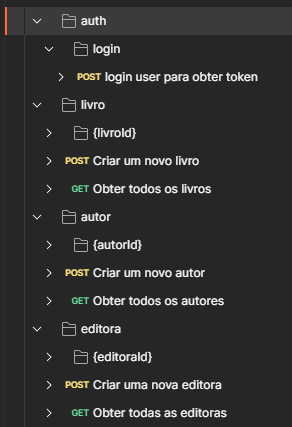 auth
login
POST login user para obter token
livro
{livroId}
POST Criar um novo livro
GET Obter todos os livros
autor
{autorId}
POST Criar um novo autor
GET Obter todos os autores
editora
{editoraId}
POST Criar uma nova editora
GET Obter todas as editoras